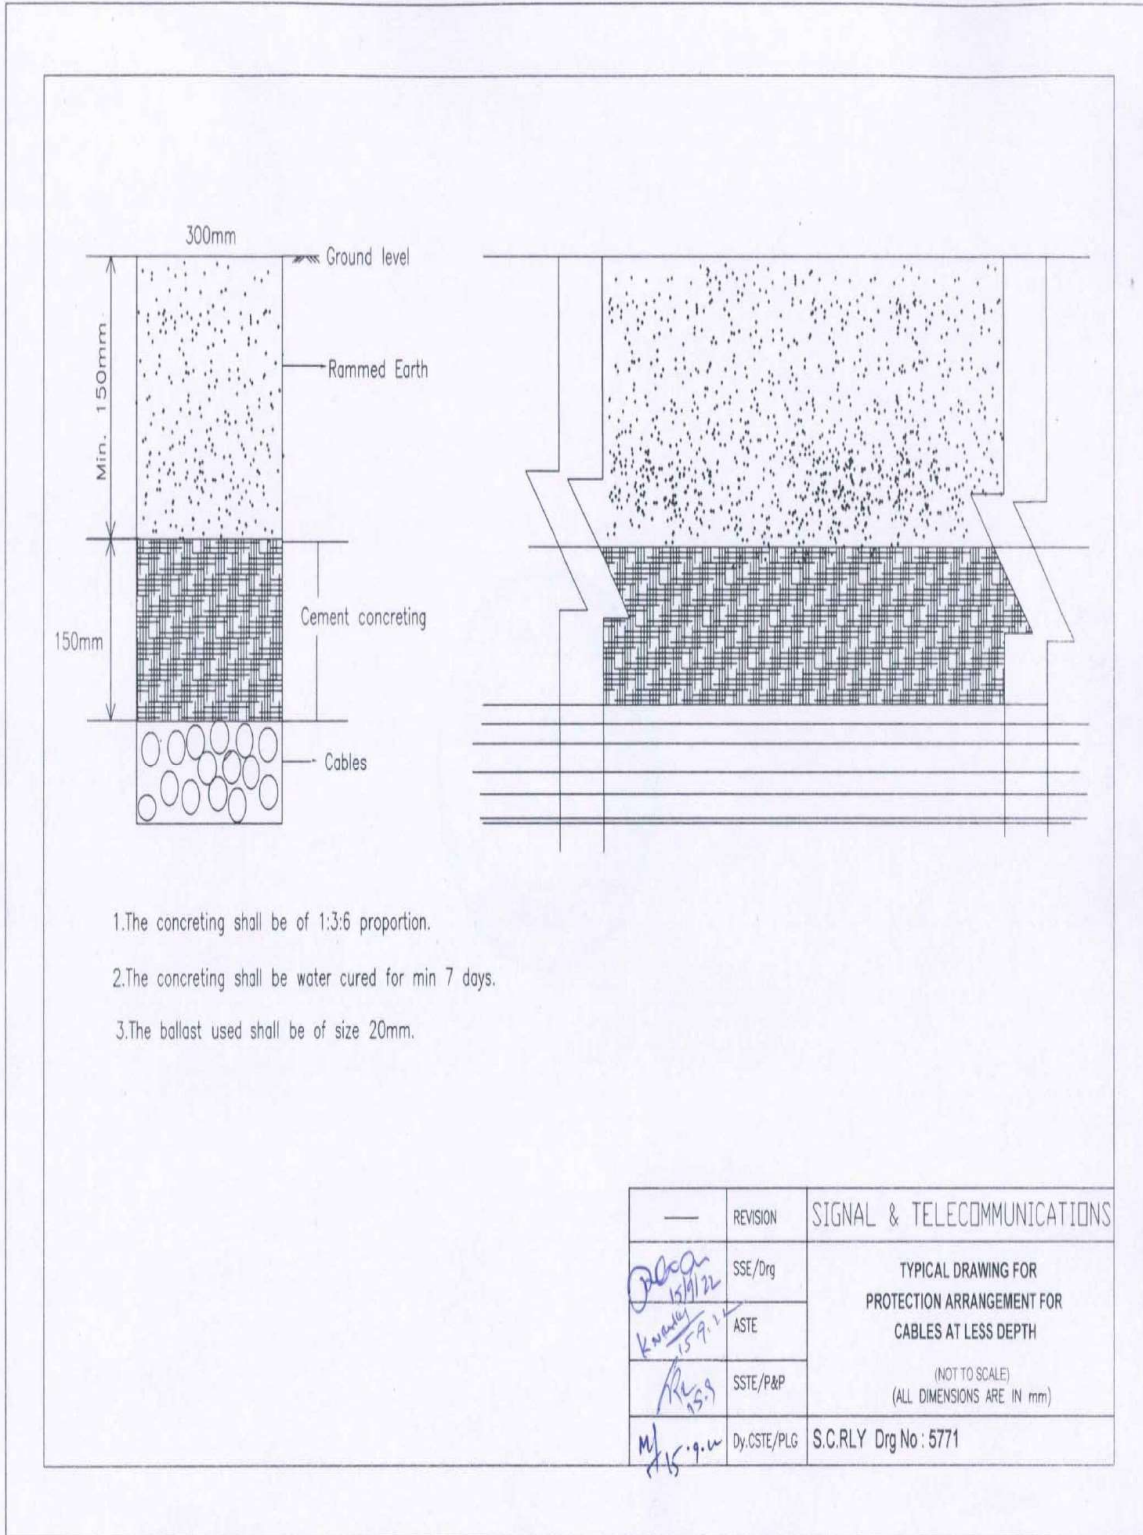 300mm
Ground level
Min. 150mm
Rammed Earth
150mm
Cement concreting
Cables
1.The concreting shall be of 1:3:6 proportion.
2.The concreting shall be water cured for min 7 days.
3.The ballast used shall be of size 20mm.
REVISION
SIGNAL & TELECOMMUNICATIONS
15/9/22
SSE/Drg
TYPICAL DRAWING FOR
PROTECTION ARRANGEMENT FOR
CABLES AT LESS DEPTH
ASTE
SSTE/P&P
(NOT TO SCALE)
(ALL DIMENSIONS ARE IN mm)
Dy.CSTE/PLG
S.C.RLY Drg No : 5771